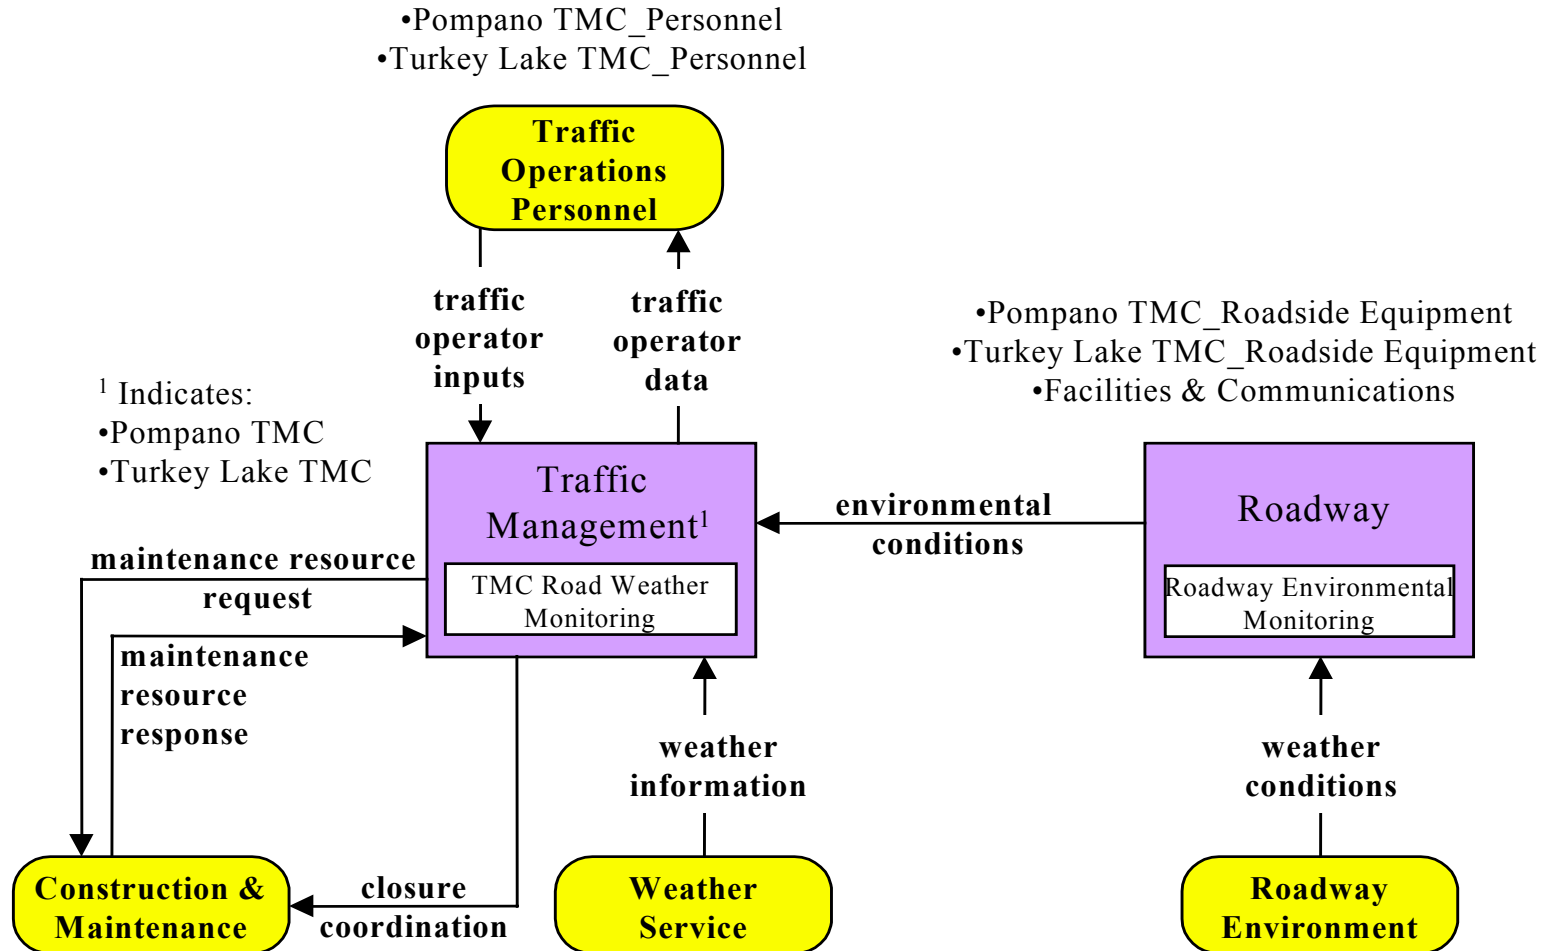 •Pompano TMC_Personnel
•Turkey Lake TMC_Personnel
Traffic
Operations
Personnel
traffic
operator
inputs
traffic
operator
data
•Pompano TMC_Roadside Equipment
•Turkey Lake TMC_Roadside Equipment
•Facilities & Communications
1 Indicates:
•Pompano TMC
•Turkey Lake TMC
Traffic
Management1
TMC Road Weather
Monitoring
environmental
conditions
Roadway
Roadway Environmental
Monitoring
maintenance resource
request
maintenance
resource
response
weather
information
weather
conditions
Construction &
Maintenance
closure
coordination
Weather
Service
Roadway
Environment